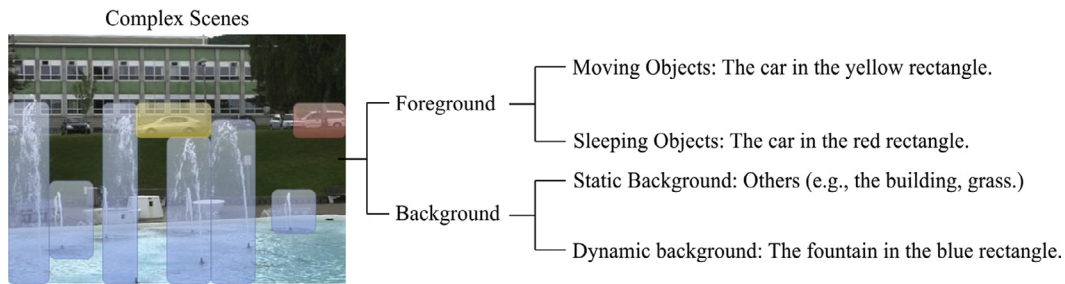 Complex Scenes
Foreground
Moving Objects: The car in the yellow rectangle.
Sleeping Objects: The car in the red rectangle.
Background
Static Background: Others (e.g., the building, grass.)
Dynamic background: The fountain in the blue rectangle.